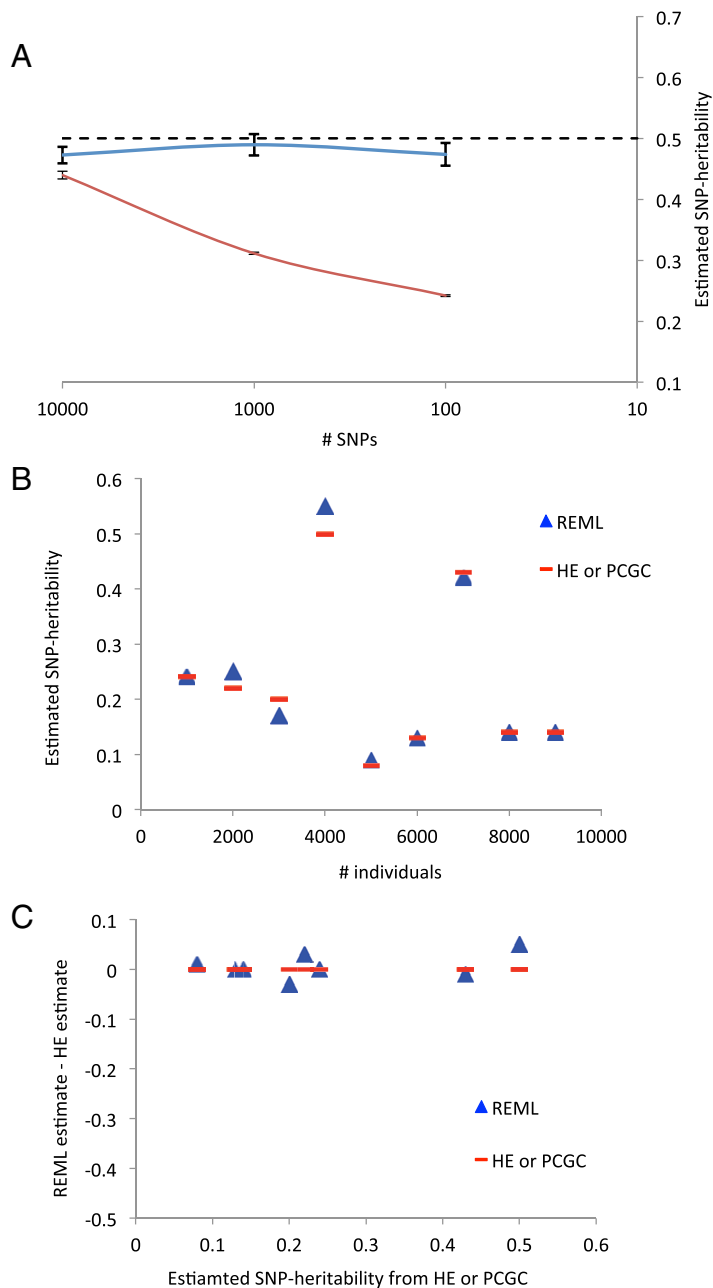 A
0.7
0.6
0.5
0.4
0.3
0.2
0.1
Estimated SNP-heritability
10000 1000 100 10
# SNPs
B
0.6
0.5
0.4
0.3
0.2
0.1
0
Estimated SNP-heritability
REML
HE or PCGC
0 2000 4000 6000 8000 10000
# individuals
C
0.1
0
-0.1
-0.2
-0.3
-0.4
-0.5
REML estimate - HE estimate
REML
HE or PCGC
0 0.1 0.2 0.3 0.4 0.5 0.6
Estiamted SNP-heritability from HE or PCGC